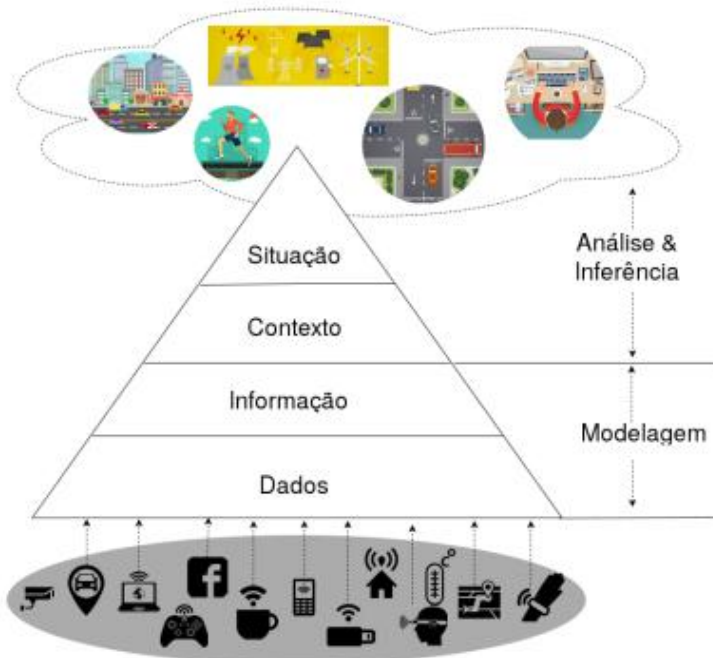 Situação
Contexto
Informação
Dados
Análise &
Inferência
Modelagem
C°